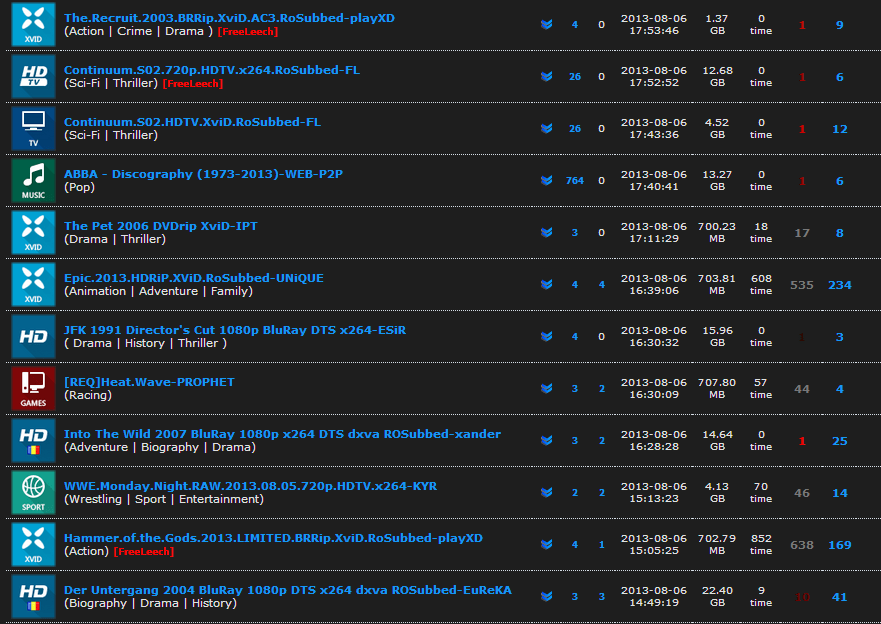 The.Recruit.2003.BRRip.XviD.AC3.RoSubbed-playXD
XVID (Action | Crime | Drama ) [FreeLeech] 4 0 2013-08-06 17:53:46 1.37 GB 0 time 1 9
Continuum.S02.720p.HDTV.x264.RoSubbed-FL
HD TV (Sci-Fi | Thriller) [FreeLeech] 26 0 2013-08-06 17:52:52 12.68 GB 0 time 1 6
Continuum.S02.HDTV.XviD.RoSubbed-FL
TV (Sci-Fi | Thriller) 26 0 2013-08-06 17:43:36 4.52 GB 0 time 1 12
ABBA - Discography (1973-2013)-WEB-P2P
MUSIC (Pop) 764 0 2013-08-06 17:40:41 13.27 GB 0 time 1 6
The Pet 2006 DVDrip XviD-IPT
XVID (Drama | Thriller) 3 0 2013-08-06 17:11:29 700.23 MB 18 time 17 8
Epic.2013.HDRiP.XViD.RoSubbed-UNiQUE
XVID (Animation | Adventure | Family) 4 4 2013-08-06 16:39:06 703.81 MB 608 time 535 234
JFK 1991 Director's Cut 1080p BluRay DTS x264-ESiR
HD ( Drama | History | Thriller ) 4 0 2013-08-06 16:30:32 15.96 GB 0 time 1 3
[REQ]Heat.Wave-PROPHET
GAMES (Racing) 3 2 2013-08-06 16:30:09 707.80 MB 57 time 44 4
Into The Wild 2007 BluRay 1080p x264 DTS dxva ROSubbed-xander
HD (Adventure | Biography | Drama) 3 2 2013-08-06 16:28:28 14.64 GB 0 time 1 25
WWE.Monday.Night.RAW.2013.08.05.720p.HDTV.x264-KYR
SPORT (Wrestling | Sport | Entertainment) 2 2 2013-08-06 15:13:23 4.13 GB 70 time 46 14
Hammer.of.the.Gods.2013.LIMITED.BRRip.XviD.RoSubbed-playXD
XVID (Action) [FreeLeech] 4 1 2013-08-06 15:05:25 702.79 MB 852 time 638 169
Der Untergang 2004 BluRay 1080p DTS x264 dxva ROSubbed-EuReKA
HD (Biography | Drama | History) 3 3 2013-08-06 14:49:19 22.40 GB 9 time 10 41